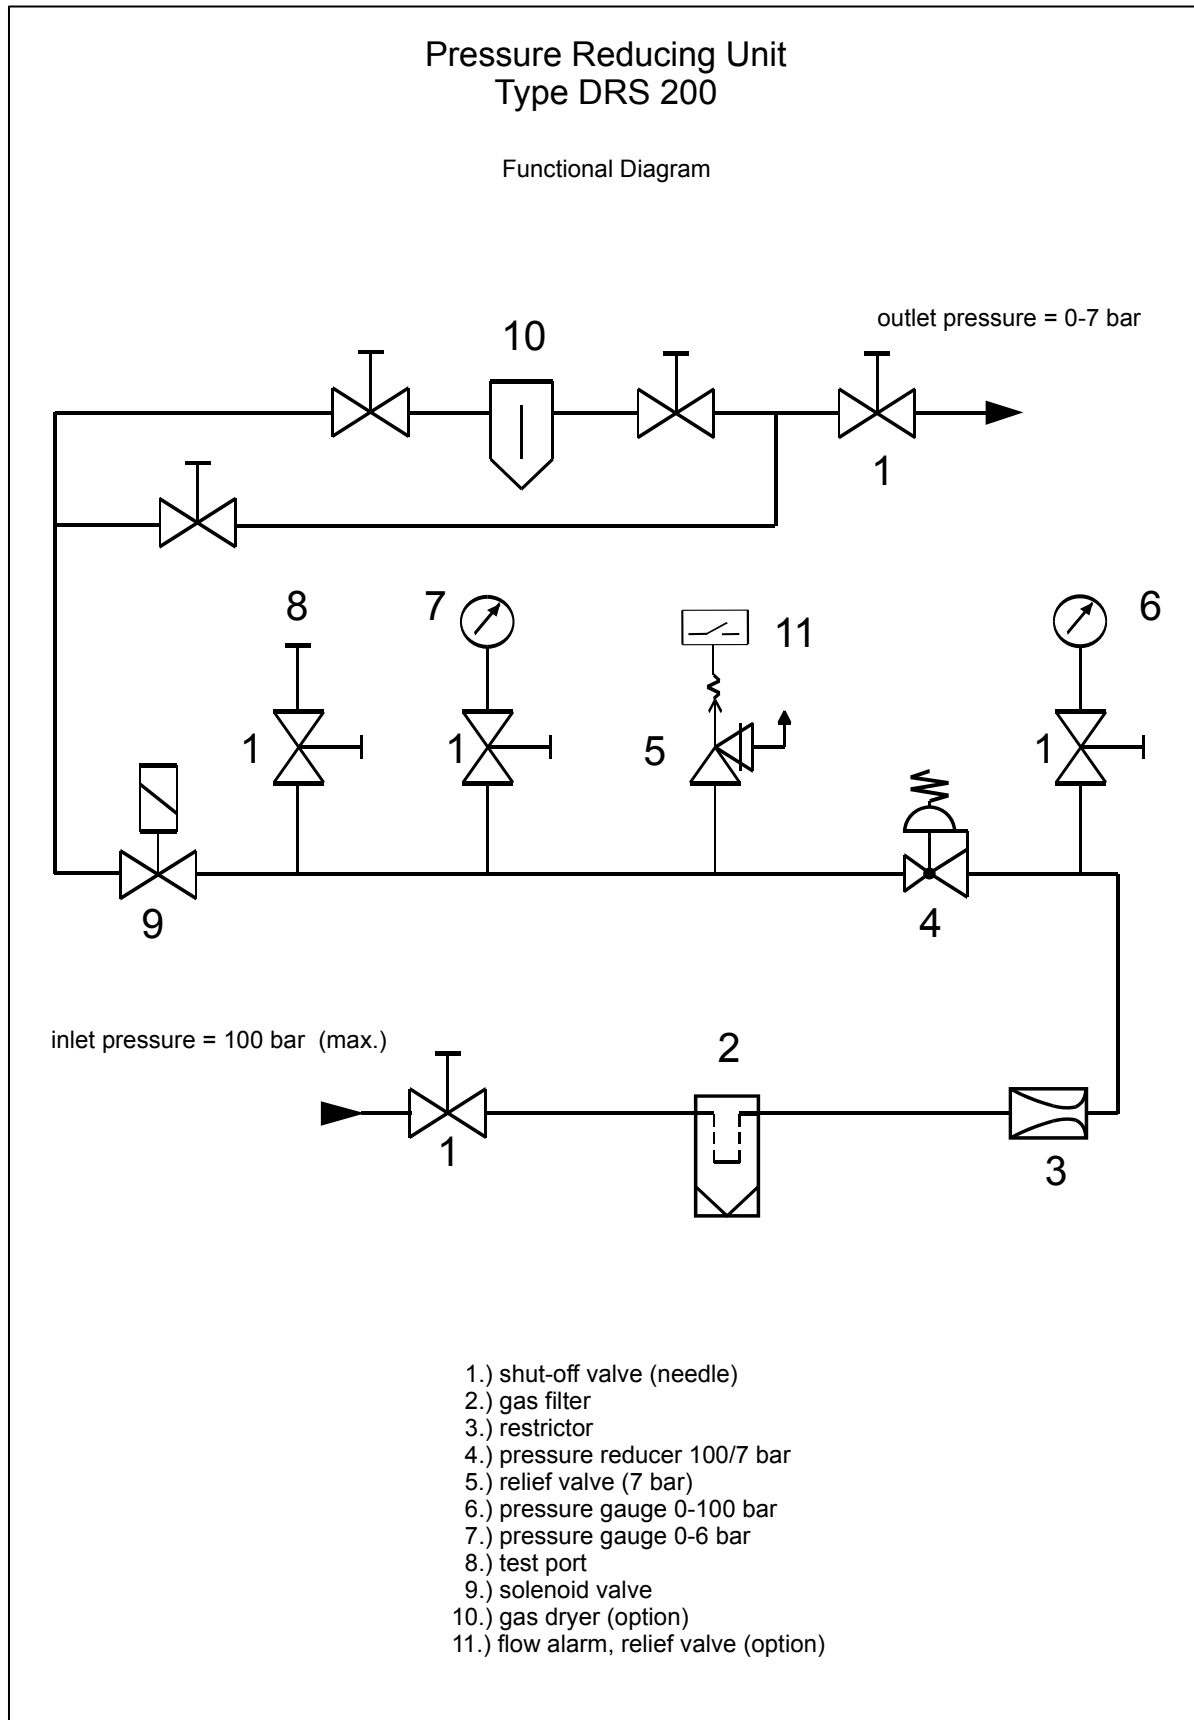 Pressure Reducing Unit
Type DRS 200
Functional Diagram
outlet pressure = 0-7 bar
10
1
8
7
11
6
1
1
5
1
9
4
inlet pressure = 100 bar (max.)
2
1
3
1.) shut-off valve (needle)
2.) gas filter
3.) restrictor
4.) pressure reducer 100/7 bar
5.) relief valve (7 bar)
6.) pressure gauge 0-100 bar
7.) pressure gauge 0-6 bar
8.) test port
9.) solenoid valve
10.) gas dryer (option)
11.) flow alarm, relief valve (option)